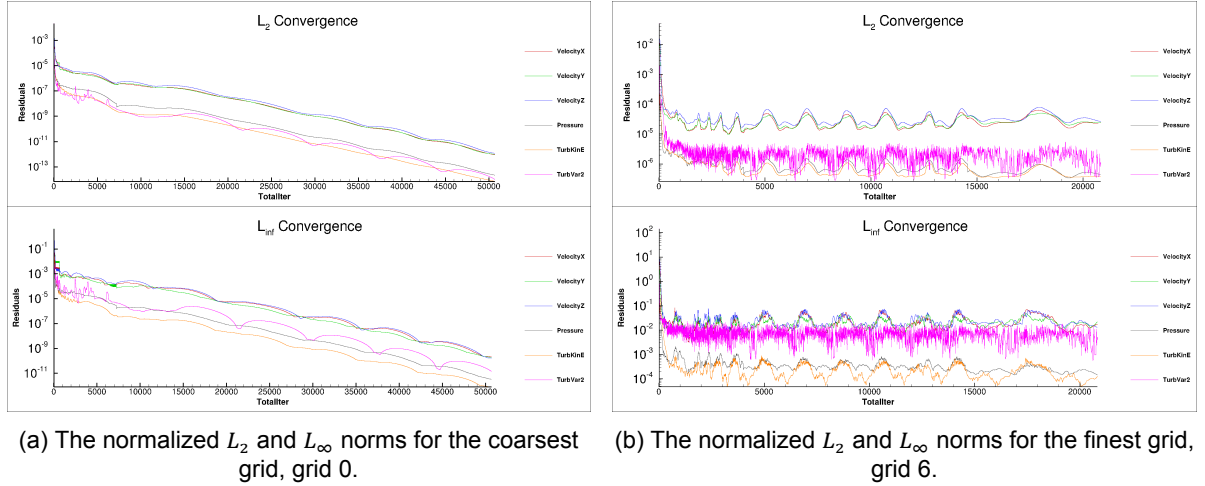 L₂ Convergence
Residuals
10⁻³
10⁻⁵
10⁻⁷
10⁻⁹
10⁻¹¹
10⁻¹³
0 5000 10000 15000 20000 25000 30000 35000 40000 45000 50000
TotalIter
VelocityX
VelocityY
VelocityZ
Pressure
TurbKinE
TurbVar2
L_inf Convergence
Residuals
10⁻¹
10⁻³
10⁻⁵
10⁻⁷
10⁻⁹
10⁻¹¹
0 5000 10000 15000 20000 25000 30000 35000 40000 45000 50000
TotalIter
VelocityX
VelocityY
VelocityZ
Pressure
TurbKinE
TurbVar2
(a) The normalized L₂ and L∞ norms for the coarsest
grid, grid 0.
L₂ Convergence
Residuals
10⁻²
10⁻³
10⁻⁴
10⁻⁵
10⁻⁶
0 5000 10000 15000 20000
TotalIter
VelocityX
VelocityY
VelocityZ
Pressure
TurbKinE
TurbVar2
L_inf Convergence
Residuals
10²
10¹
10⁰
10⁻¹
10⁻²
10⁻³
10⁻⁴
5000 10000 15000 20000
TotalIter
VelocityX
VelocityY
VelocityZ
Pressure
TurbKinE
TurbVar2
(b) The normalized L₂ and L∞ norms for the finest grid,
grid 6.